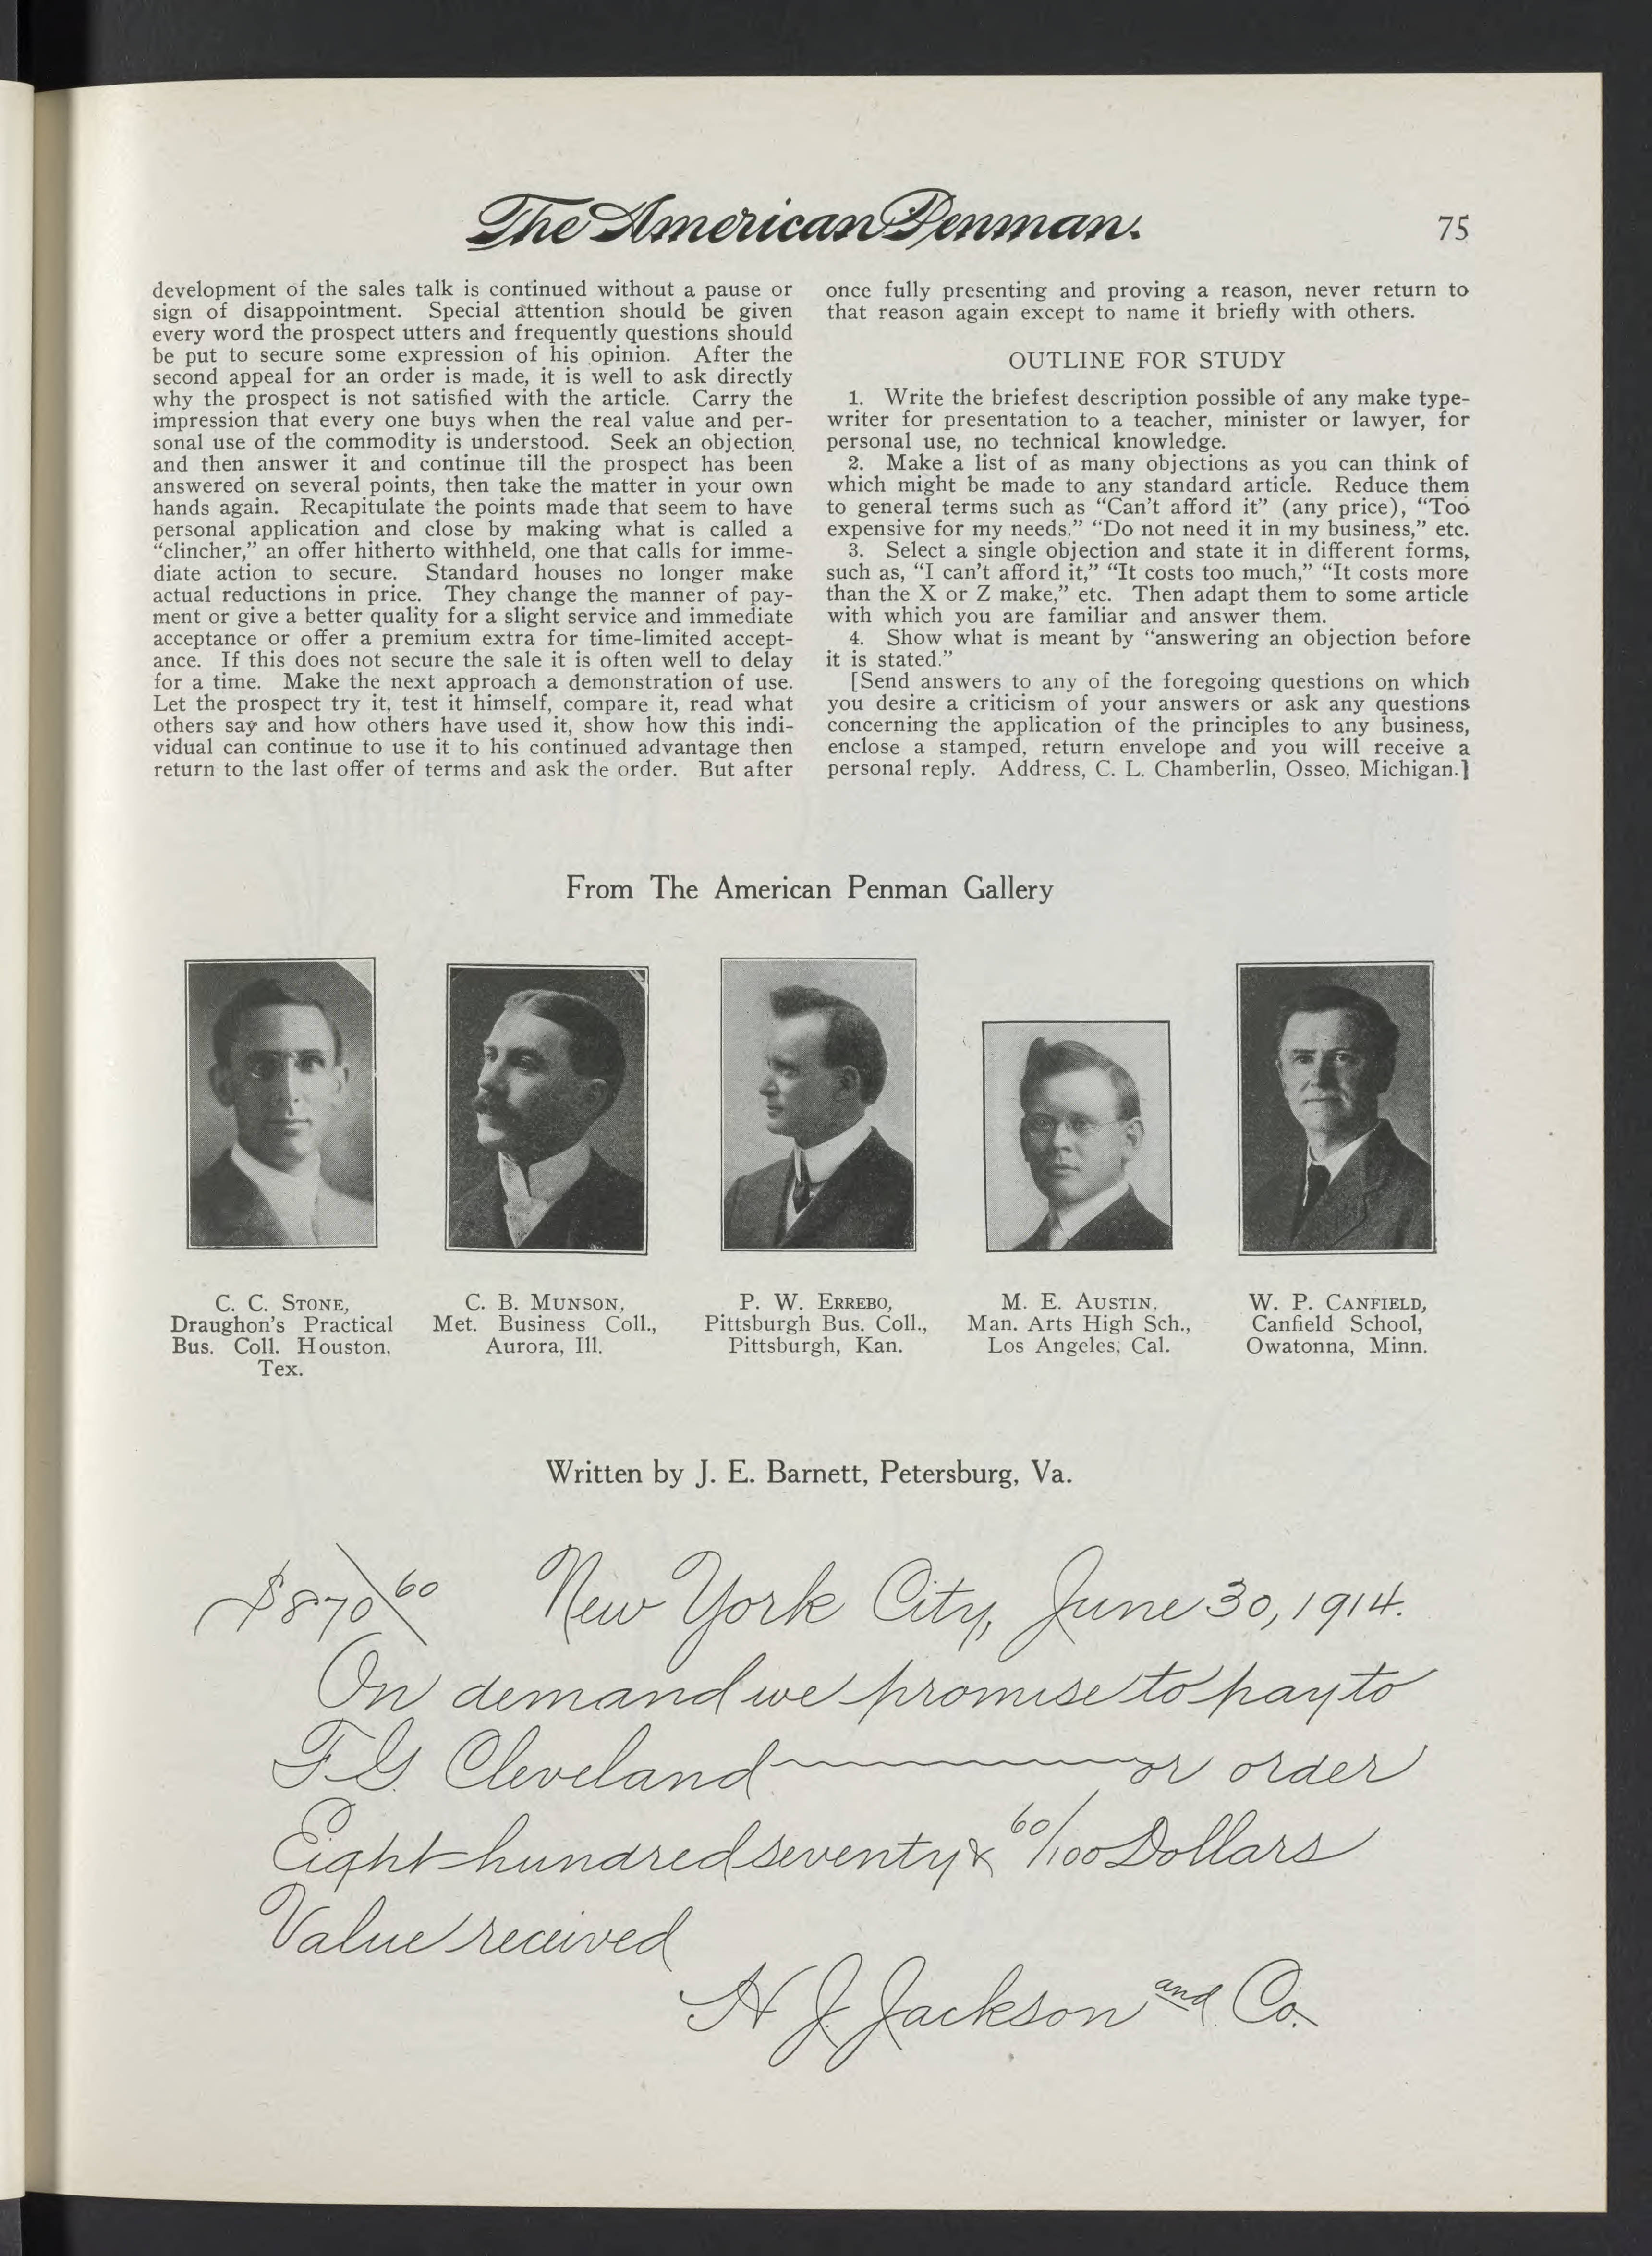 The American Penman.
75
development of the sales talk is continued without a pause or
sign of disappointment. Special attention should be given
every word the prospect utters and frequently questions should
be put to secure some expression of his opinion. After the
second appeal for an order is made, it is well to ask directly
why the prospect is not satisfied with the article. Carry the
impression that every one buys when the real value and per-
sonal use of the commodity is understood. Seek an objection
and then answer it and continue till the prospect has been
answered on several points, then take the matter in your own
hands again. Recapitulate the points made that seem to have
personal application and close by making what is called a
“clincher,” an offer hitherto withheld, one that calls for imme-
diate action to secure. Standard houses no longer make
actual reductions in price. They change the manner of pay-
ment or give a better quality for a slight service and immediate
acceptance or offer a premium extra for time-limited accept-
ance. If this does not secure the sale it is often well to delay
for a time. Make the next approach a demonstration of use.
Let the prospect try it, test it himself, compare it, read what
others say and how others have used it, show how this indi-
vidual can continue to use it to his continued advantage then
return to the last offer of terms and ask the order. But after
once fully presenting and proving a reason, never return to
that reason again except to name it briefly with others.
OUTLINE FOR STUDY
1. Write the briefest description possible of any make type-
writer for presentation to a teacher, minister or lawyer, for
personal use, no technical knowledge.
2. Make a list of as many objections as you can think of
which might be made to any standard article. Reduce them
to general terms such as “Can’t afford it” (any price), “Too
expensive for my needs,” “Do not need it in my business,” etc.
3. Select a single objection and state it in different forms,
such as, “I can’t afford it,” “It costs too much,” “It costs more
than the X or Z make,” etc. Then adapt them to some article
with which you are familiar and answer them.
4. Show what is meant by “answering an objection before
it is stated.”
[Send answers to any of the foregoing questions on which
you desire a criticism of your answers or ask any questions
concerning the application of the principles to any business,
enclose a stamped, return envelope and you will receive a
personal reply. Address, C. L. Chamberlin, Osseo, Michigan.]
From The American Penman Gallery
C. C. STONE,
Draughon's Practical
Bus. Coll. Houston,
Tex.
C. B. MUNSON,
Met. Business Coll.,
Aurora, Ill.
P. W. ERREBO,
Pittsburgh Bus. Coll.,
Pittsburgh, Kan.
M. E. AUSTIN,
Man. Arts High Sch.,
Los Angeles, Cal.
W. P. CANFIELD,
Canfield School,
Owatonna, Minn.
Written by J. E. Barnett, Petersburg, Va.
$870 60 New York City, June 30, 1914.
On demand we promise to pay to
F G Cleveland or order
Eight hundred seventy & 60/100 Dollars
Value received
H J. Jackson and Co.